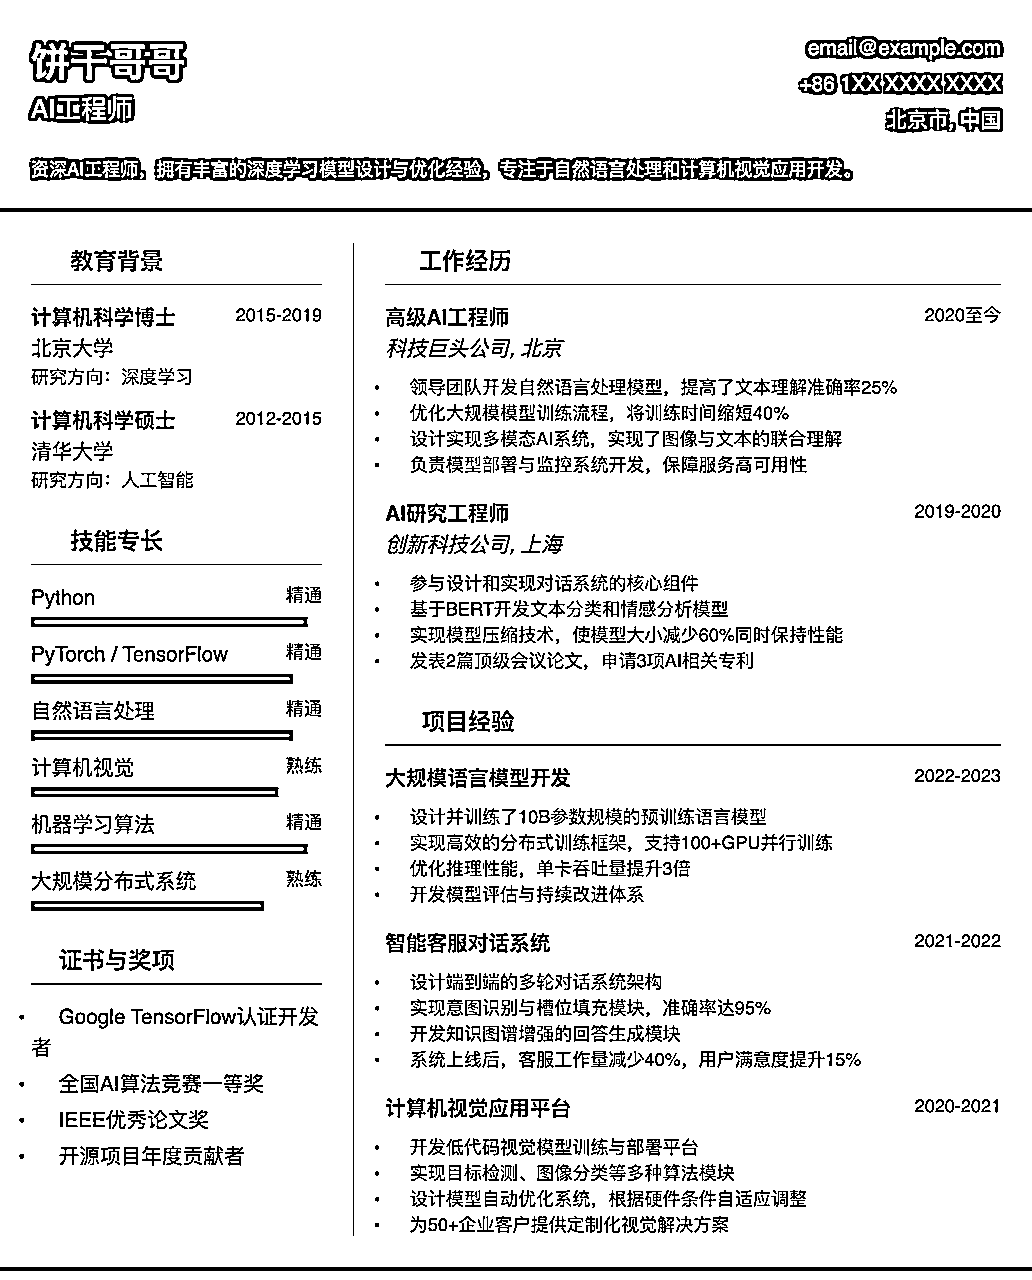 饼干哥哥
AI工程师
email@example.com
+86 1XX XXXX XXXX
北京市, 中国
资深AI工程师，拥有丰富的深度学习模型设计与优化经验，专注于自然语言处理和计算机视觉应用开发。
教育背景
计算机科学博士 2015-2019
北京大学
研究方向：深度学习
计算机科学硕士 2012-2015
清华大学
研究方向：人工智能
技能专长
Python 精通
PyTorch / TensorFlow 精通
自然语言处理 精通
计算机视觉 熟练
机器学习算法 精通
大规模分布式系统 熟练
证书与奖项
• Google TensorFlow认证开发
者
• 全国AI算法竞赛一等奖
• IEEE优秀论文奖
• 开源项目年度贡献者
工作经历
高级AI工程师 2020至今
科技巨头公司, 北京
• 领导团队开发自然语言处理模型，提高了文本理解准确率25%
• 优化大规模模型训练流程，将训练时间缩短40%
• 设计实现多模态AI系统，实现了图像与文本的联合理解
• 负责模型部署与监控系统开发，保障服务高可用性
AI研究工程师 2019-2020
创新科技公司, 上海
• 参与设计和实现对话系统的核心组件
• 基于BERT开发文本分类和情感分析模型
• 实现模型压缩技术，使模型大小减少60%同时保持性能
• 发表2篇顶级会议论文，申请3项AI相关专利
项目经验
大规模语言模型开发 2022-2023
• 设计并训练了10B参数规模的预训练语言模型
• 实现高效的分布式训练框架，支持100+GPU并行训练
• 优化推理性能，单卡吞吐量提升3倍
• 开发模型评估与持续改进体系
智能客服对话系统 2021-2022
• 设计端到端的多轮对话系统架构
• 实现意图识别与槽位填充模块，准确率达95%
• 开发知识图谱增强的回答生成模块
• 系统上线后，客服工作量减少40%，用户满意度提升15%
计算机视觉应用平台 2020-2021
• 开发低代码视觉模型训练与部署平台
• 实现目标检测、图像分类等多种算法模块
• 设计模型自动优化系统，根据硬件条件自适应调整
• 为50+企业客户提供定制化视觉解决方案